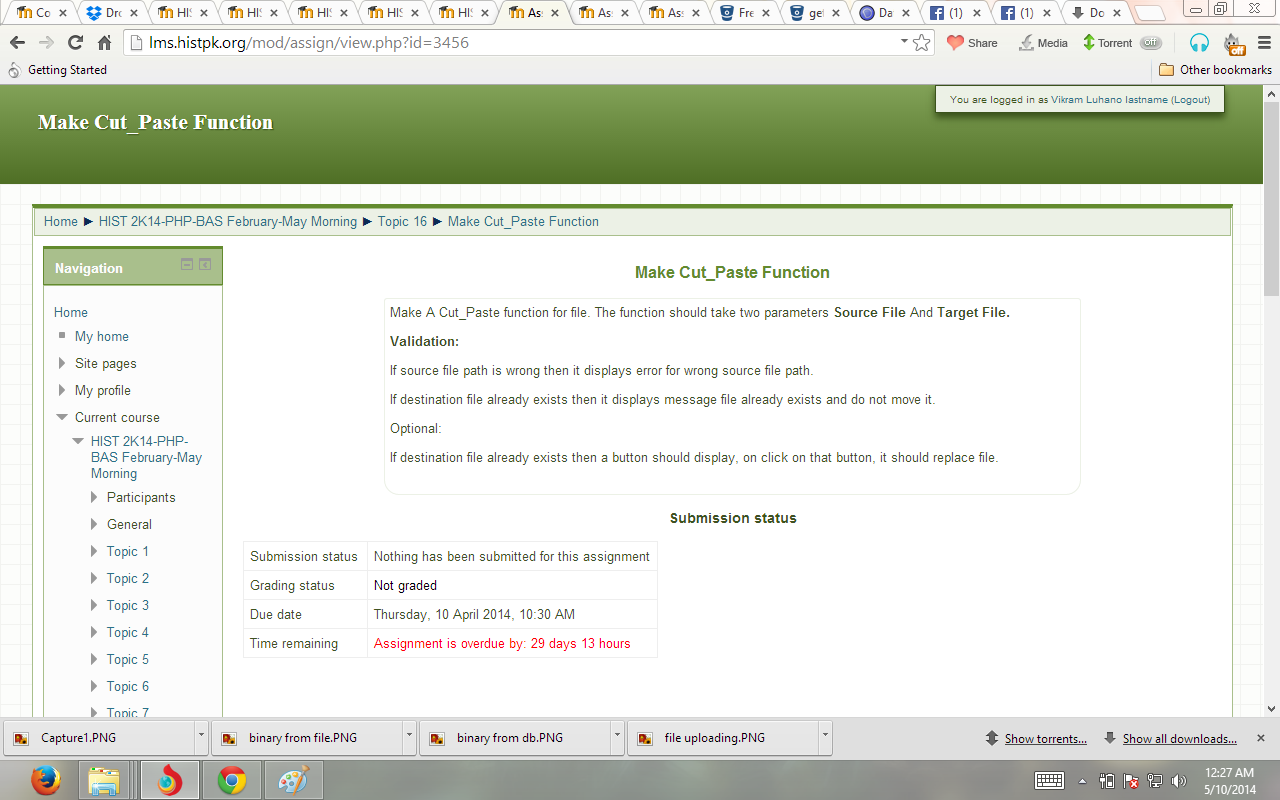 Co
Dro
HIS
HIS
HIS
HIS
HIS
Ass
Ass
Ass
Fre
get
Da
(1)
(1)
Do
lms.histpk.org/mod/assign/view.php?id=3456
Share
Media
Torrent
off
off
Getting Started
Other bookmarks
You are logged in as Vikram Luhano lastname (Logout)
Make Cut_Paste Function
Home ► HIST 2K14-PHP-BAS February-May Morning ► Topic 16 ► Make Cut_Paste Function
Navigation
Home
My home
Site pages
My profile
Current course
HIST 2K14-PHP-
BAS February-May
Morning
Participants
General
Topic 1
Topic 2
Topic 3
Topic 4
Topic 5
Topic 6
Topic 7
Make Cut_Paste Function
Make A Cut_Paste function for file. The function should take two parameters Source File And Target File.
Validation:
If source file path is wrong then it displays error for wrong source file path.
If destination file already exists then it displays message file already exists and do not move it.
Optional:
If destination file already exists then a button should display, on click on that button, it should replace file.
Submission status
Submission status Nothing has been submitted for this assignment
Grading status Not graded
Due date Thursday, 10 April 2014, 10:30 AM
Time remaining Assignment is overdue by: 29 days 13 hours
Capture1.PNG
binary from file.PNG
binary from db.PNG
file uploading.PNG
Show torrents...
Show all downloads...
12:27 AM
5/10/2014